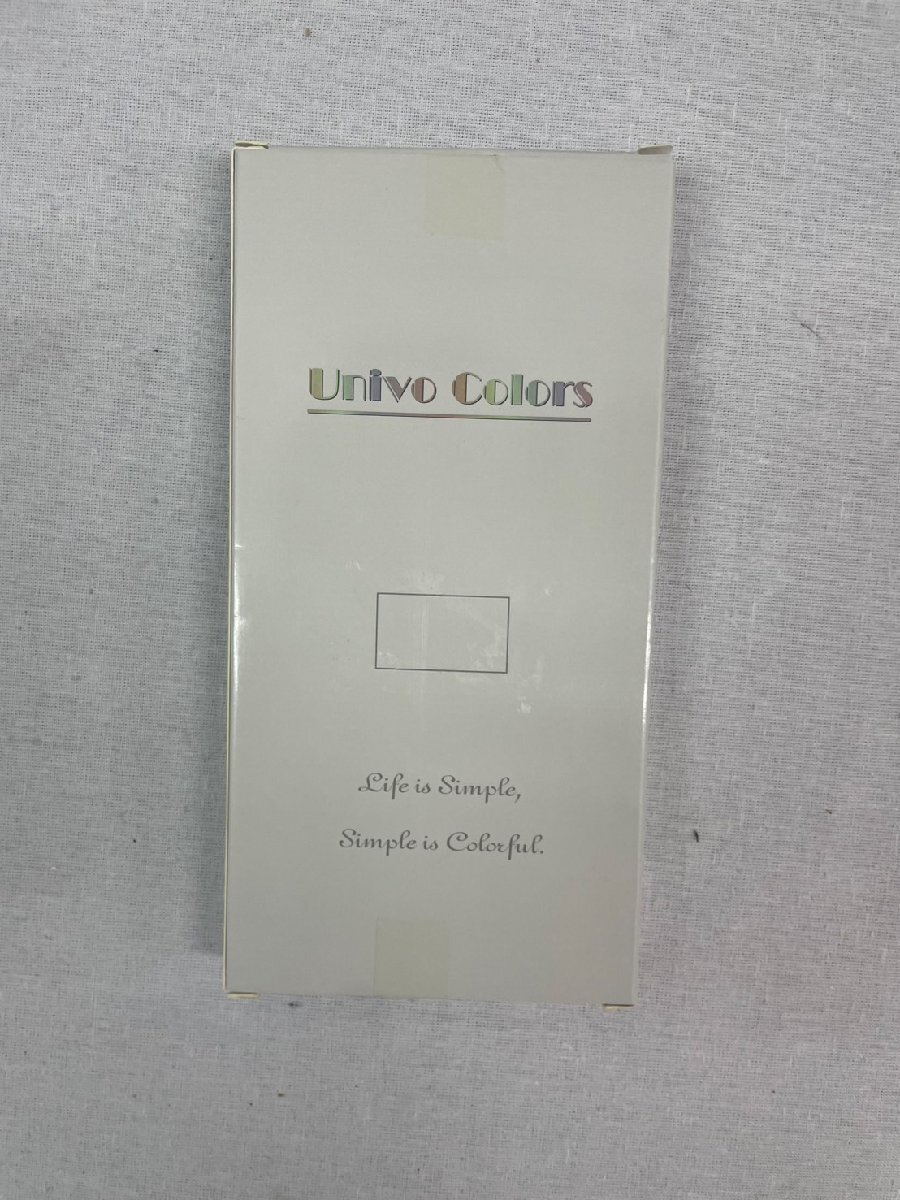 Univo Colors
Life is Simple,
Simple is Colorful.